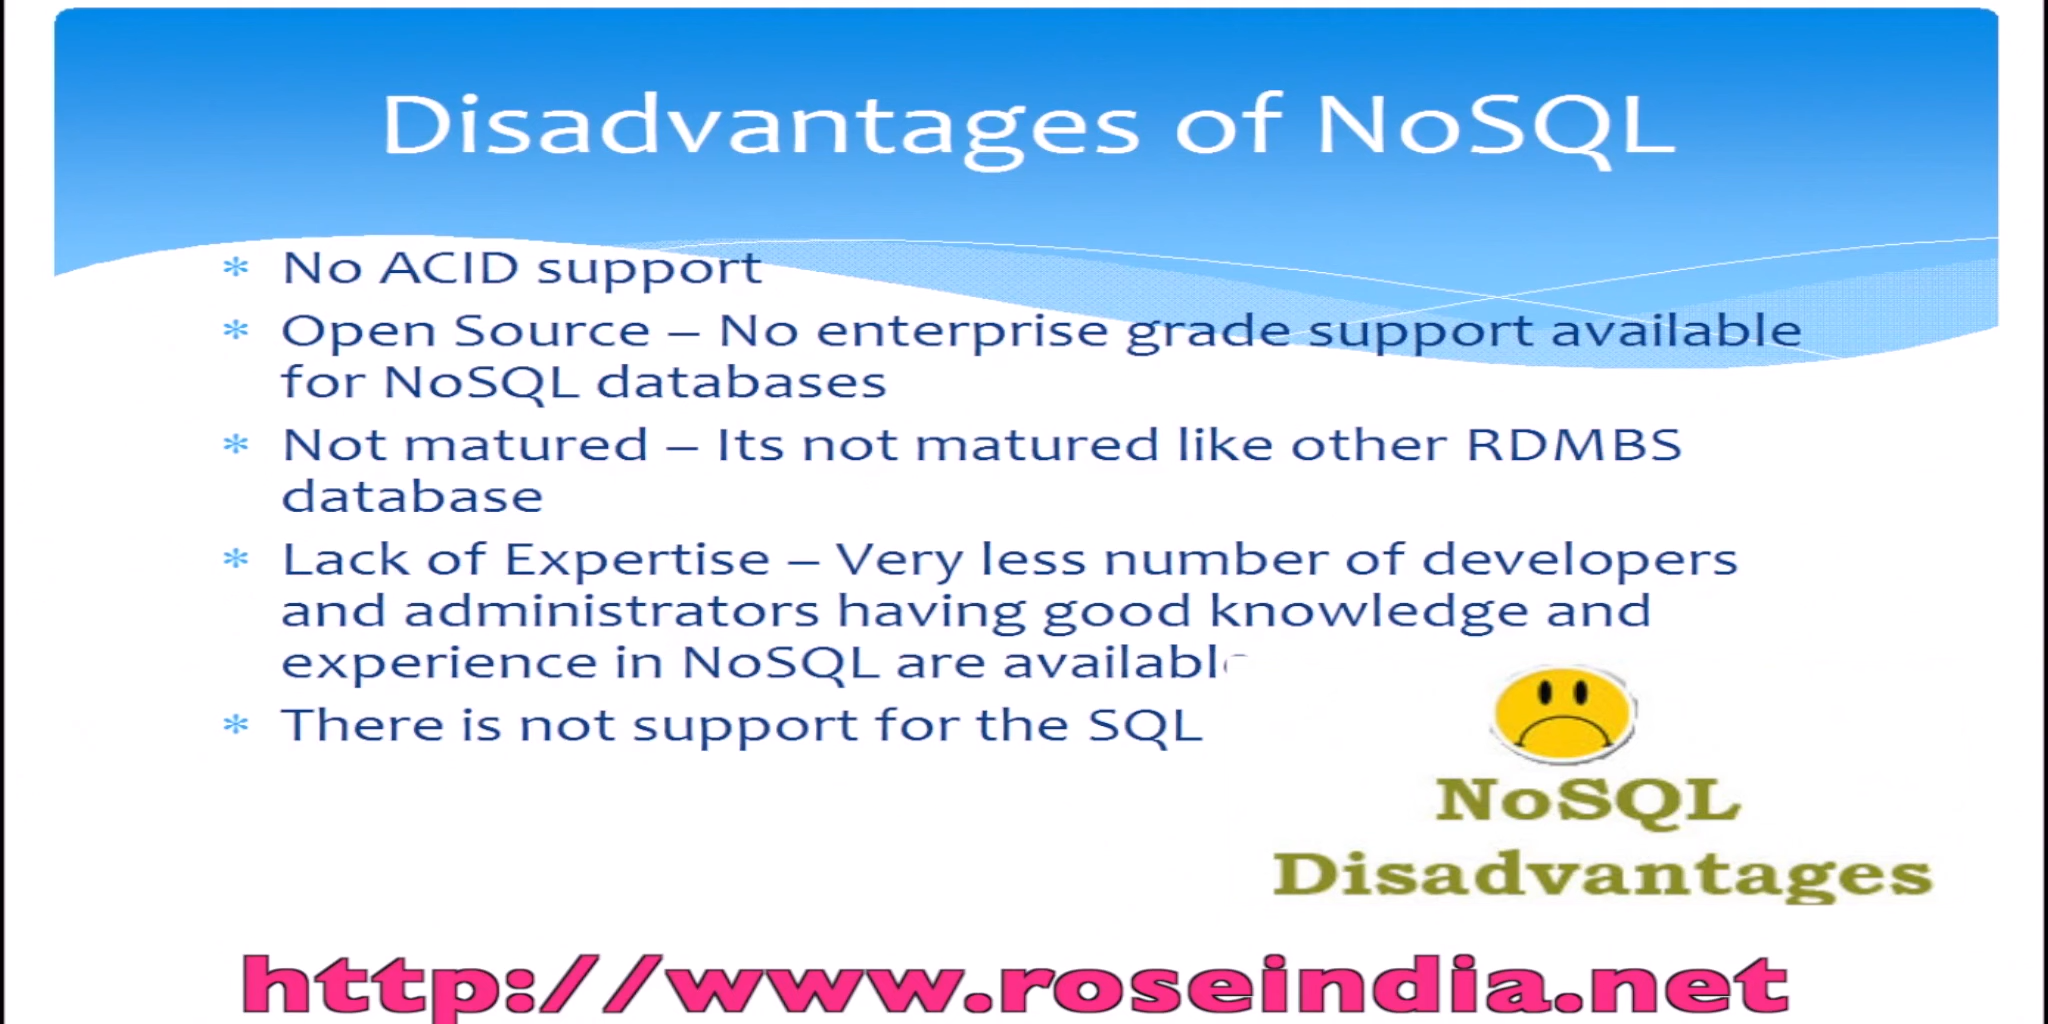 Disadvantages of NoSQL
* No ACID support
* Open Source – No enterprise grade support available
for NoSQL databases
* Not matured – Its not matured like other RDMBS
database
* Lack of Expertise – Very less number of developers
and administrators having good knowledge and
experience in NoSQL are available
* There is not support for the SQL
NoSQL
Disadvantages
http://www.roseindia.net